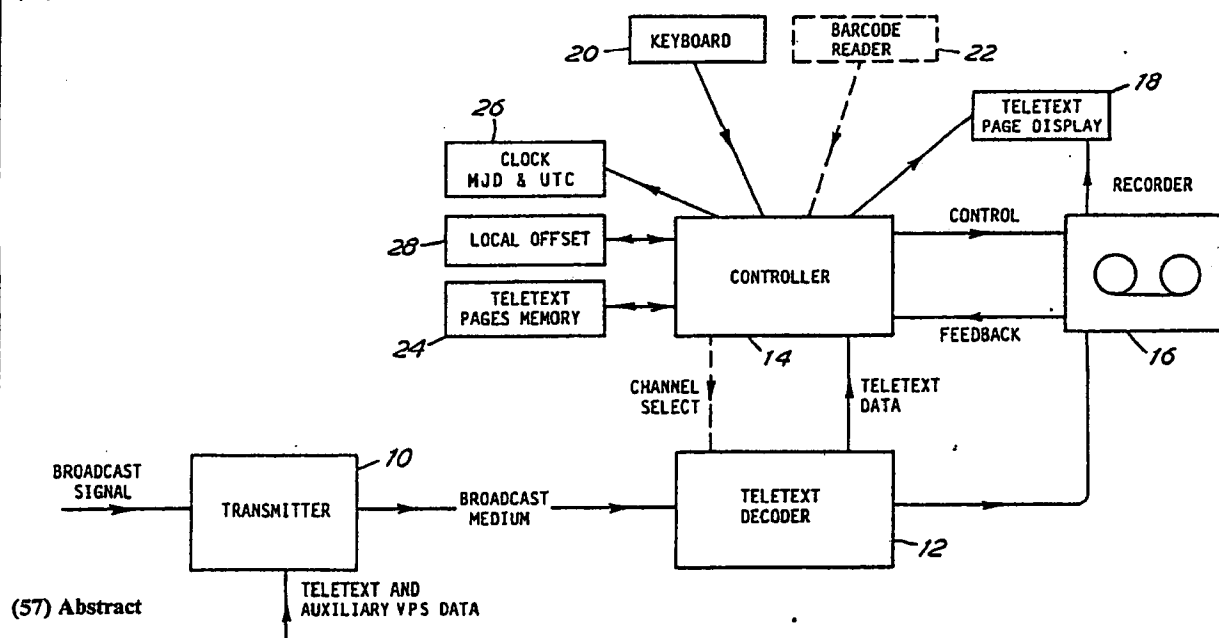 KEYBOARD
20
BARCODE
READER
22
18
TELETEXT
PAGE DISPLAY
26
CLOCK
MJD & UTC
RECORDER
28
LOCAL OFFSET
CONTROL
CONTROLLER
TELETEXT
PAGES MEMORY
24
FEEDBACK
14
16
CHANNEL
SELECT
TELETEXT
DATA
10
BROADCAST
SIGNAL
TRANSMITTER
BROADCAST
MEDIUM
TELETEXT
DECODER
12
TELETEXT AND
AUXILIARY VPS DATA
(57) Abstract